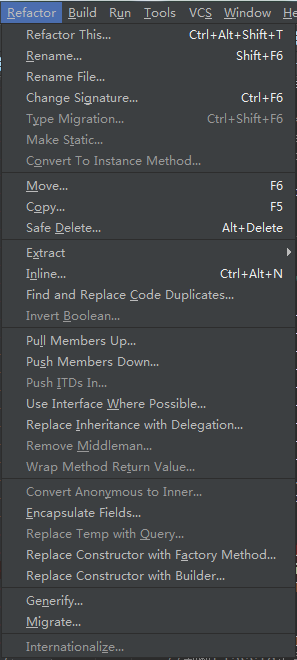 Refactor Build Run Tools VCS Window He
Refactor This... Ctrl+Alt+Shift+T
Rename... Shift+F6
Rename File...
Change Signature... Ctrl+F6
Type Migration... Ctrl+Shift+F6
Make Static...
Convert To Instance Method...
Move... F6
Copy... F5
Safe Delete... Alt+Delete
Extract
Inline... Ctrl+Alt+N
Find and Replace Code Duplicates...
Invert Boolean...
Pull Members Up...
Push Members Down...
Push ITDs In...
Use Interface Where Possible...
Replace Inheritance with Delegation...
Remove Middleman...
Wrap Method Return Value...
Convert Anonymous to Inner...
Encapsulate Fields...
Replace Temp with Query...
Replace Constructor with Factory Method...
Replace Constructor with Builder...
Generify...
Migrate...
Internationalize...